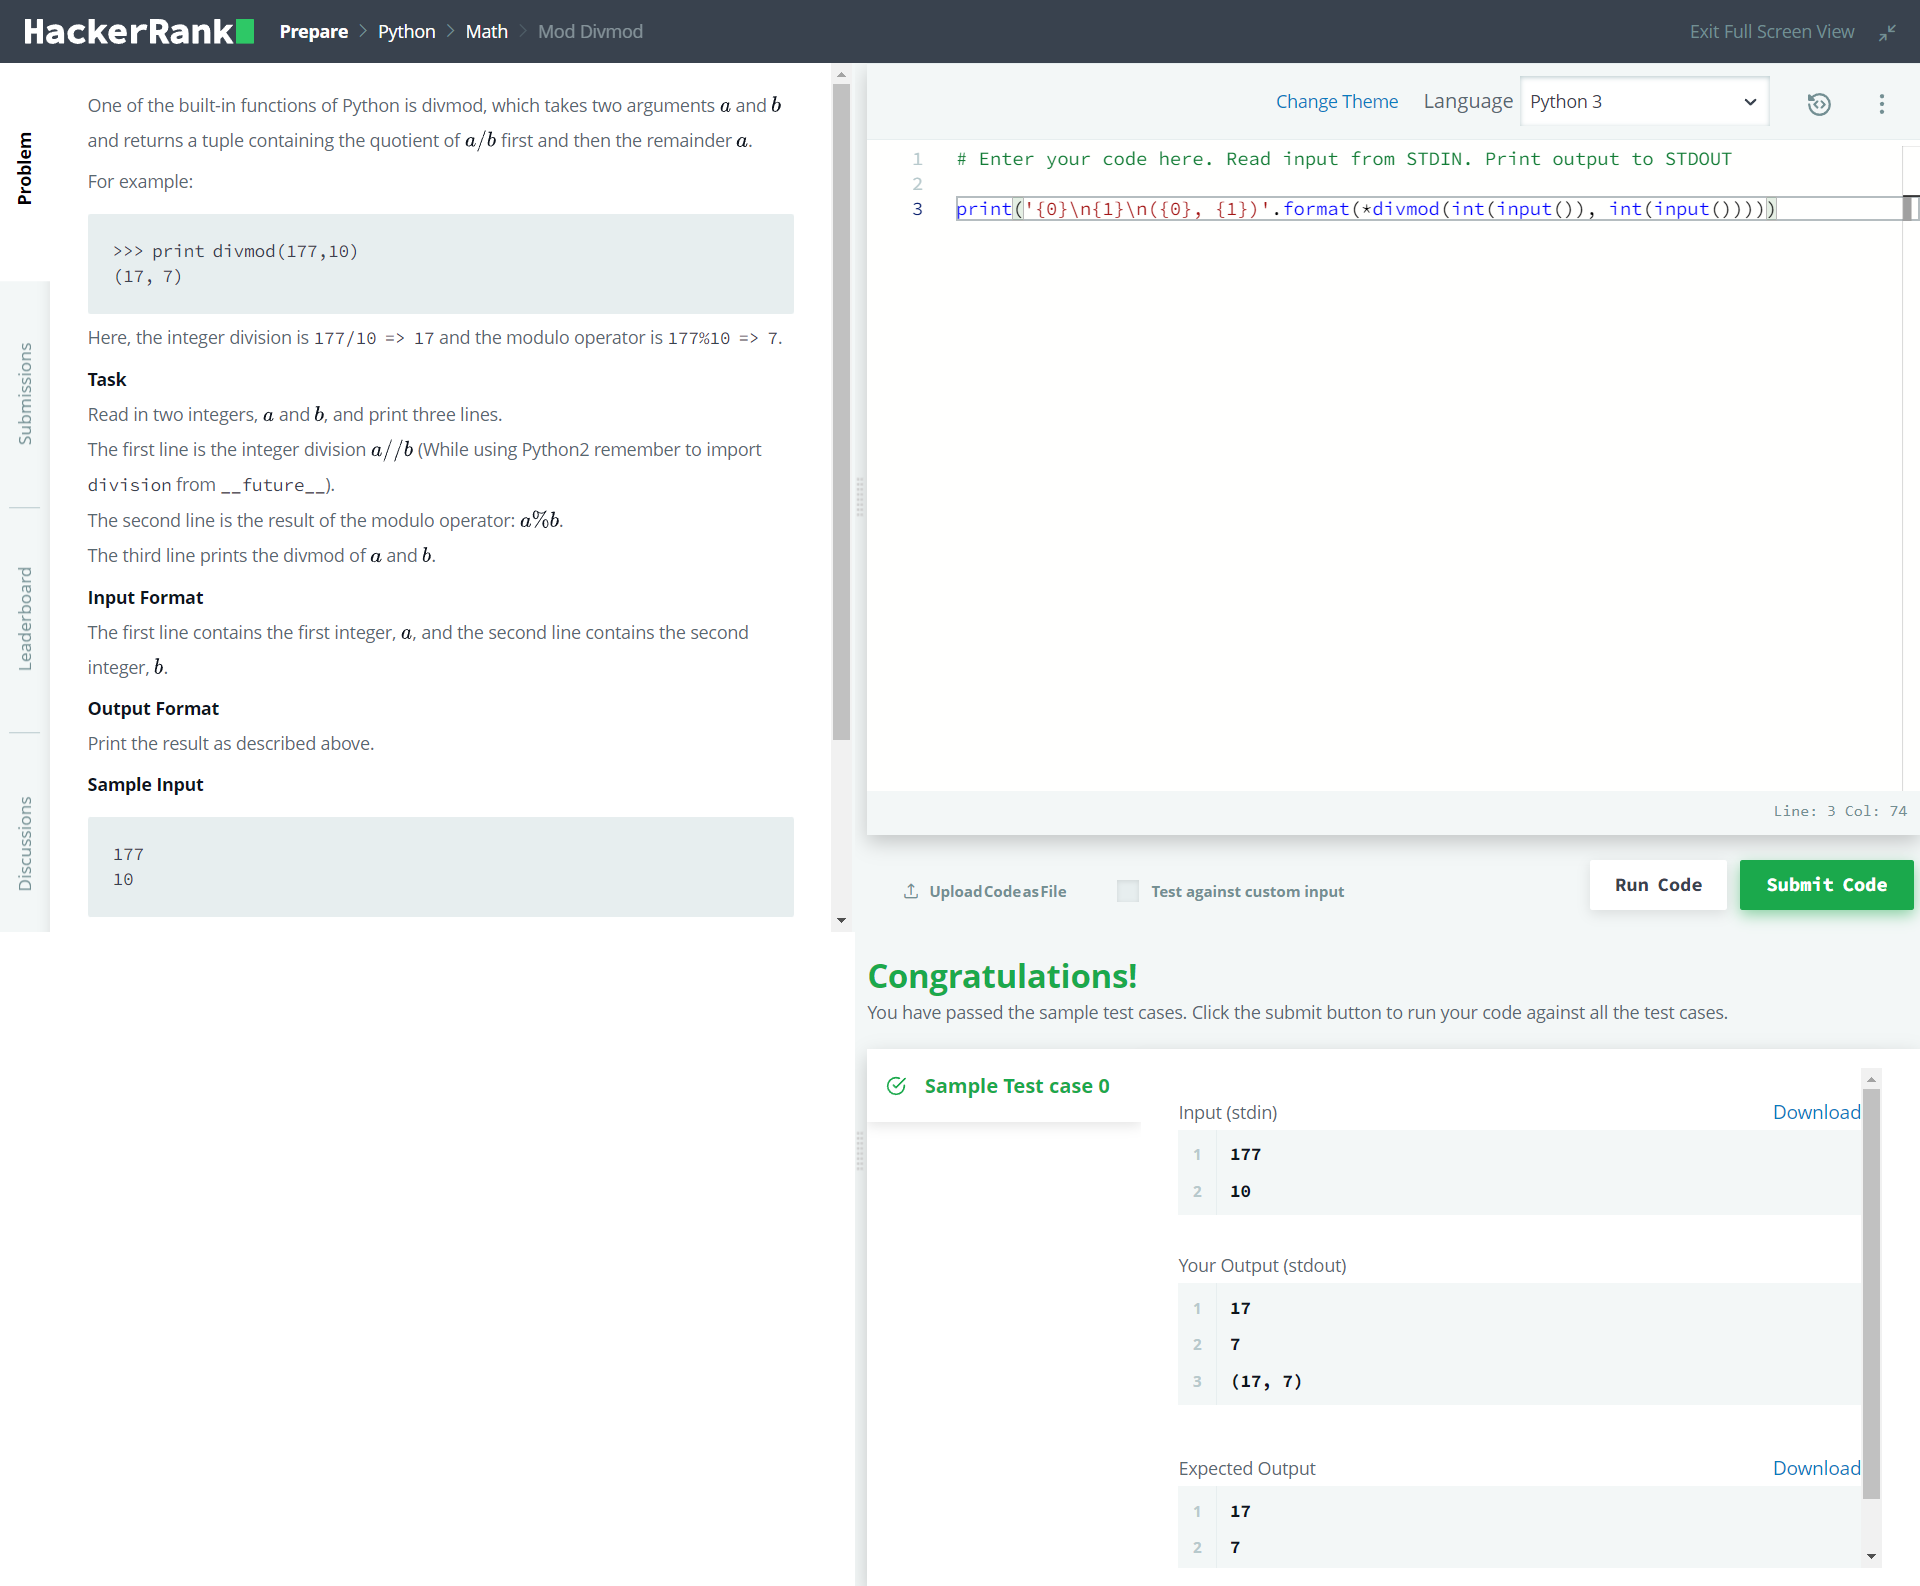 HackerRank
Prepare > Python > Math > Mod Divmod
Exit Full Screen View
Problem
Submissions
Leaderboard
Discussions
One of the built-in functions of Python is divmod, which takes two arguments a and b
and returns a tuple containing the quotient of a/b first and then the remainder a.
For example:
>>> print divmod(177,10)
(17, 7)
Here, the integer division is 177/10 => 17 and the modulo operator is 177%10 => 7.
Task
Read in two integers, a and b, and print three lines.
The first line is the integer division a//b (While using Python2 remember to import
division from __future__).
The second line is the result of the modulo operator: a%b.
The third line prints the divmod of a and b.
Input Format
The first line contains the first integer, a, and the second line contains the second
integer, b.
Output Format
Print the result as described above.
Sample Input
177
10
Change Theme Language Python 3
1 # Enter your code here. Read input from STDIN. Print output to STDOUT
2
3 print('{0}\n{1}\n({0}, {1})'.format(*divmod(int(input()), int(input()))))
Line: 3 Col: 74
Upload Code as File Test against custom input Run Code Submit Code
Congratulations!
You have passed the sample test cases. Click the submit button to run your code against all the test cases.
Sample Test case 0
Input (stdin) Download
1 177
2 10
Your Output (stdout)
1 17
2 7
3 (17, 7)
Expected Output Download
1 17
2 7